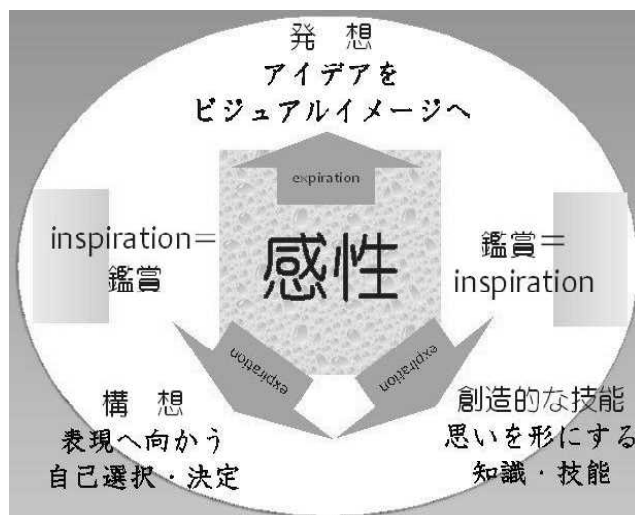 発 想
アイデアを
ビジュアルイメージへ
expiration
inspiration＝
鑑賞
感性
鑑賞＝
inspiration
expiration
expiration
構 想
表現へ向かう
自己選択・決定
創造的な技能
思いを形にする
知識・技能